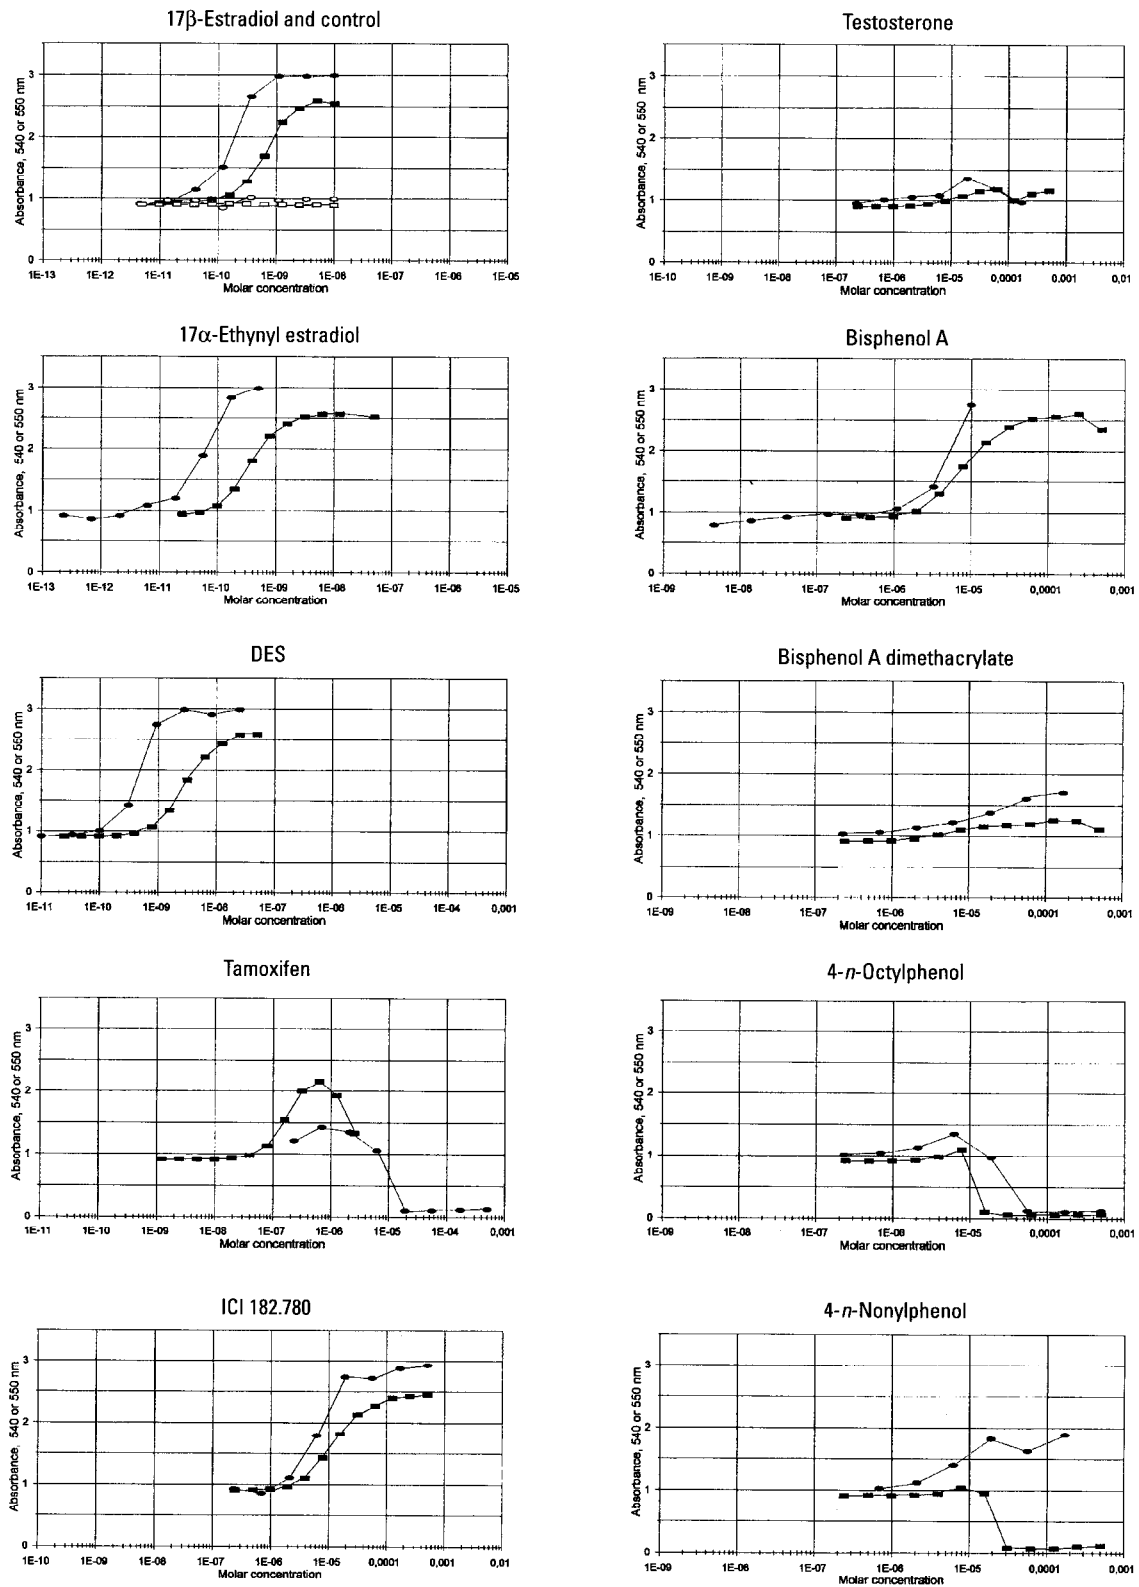 17β-Estradiol and control
Absorbance, 540 or 550 nm
3
2
1
0
1E-13 1E-12 1E-11 1E-10 1E-09 1E-08 1E-07 1E-06 1E-05
Molar concentration
Testosterone
Absorbance, 540 or 550 nm
3
2
1
0
1E-10 1E-09 1E-08 1E-07 1E-06 1E-05 0,0001 0,001 0,01
Molar concentration
17α-Ethynyl estradiol
Absorbance, 540 or 550 nm
3
2
1
0
1E-13 1E-12 1E-11 1E-10 1E-09 1E-08 1E-07 1E-06 1E-05
Molar concentration
Bisphenol A
Absorbance, 540 or 550 nm
3
2
1
0
1E-09 1E-08 1E-07 1E-06 1E-05 0,0001 0,001
Molar concentration
DES
Absorbance, 540 or 550 nm
3
2
1
0
1E-11 1E-10 1E-09 1E-08 1E-07 1E-06 1E-05 1E-04 0,001
Molar concentration
Bisphenol A dimethacrylate
Absorbance, 540 or 550 nm
3
2
1
0
1E-09 1E-08 1E-07 1E-06 1E-05 0,0001 0,001
Molar concentration
Tamoxifen
Absorbance, 540 or 550 nm
3
2
1
0
1E-11 1E-10 1E-09 1E-08 1E-07 1E-06 1E-05 1E-04 0,001
Molar concentration
4-n-Octylphenol
Absorbance, 540 or 550 nm
3
2
1
0
1E-09 1E-08 1E-07 1E-06 1E-05 0,0001 0,001
Molar concentration
ICI 182.780
Absorbance, 540 or 550 nm
3
2
1
0
1E-10 1E-09 1E-08 1E-07 1E-06 1E-05 0,0001 0,001 0,01
Molar concentration
4-n-Nonylphenol
Absorbance, 540 or 550 nm
3
2
1
0
1E-09 1E-08 1E-07 1E-06 1E-05 0,0001 0,001
Molar concentration